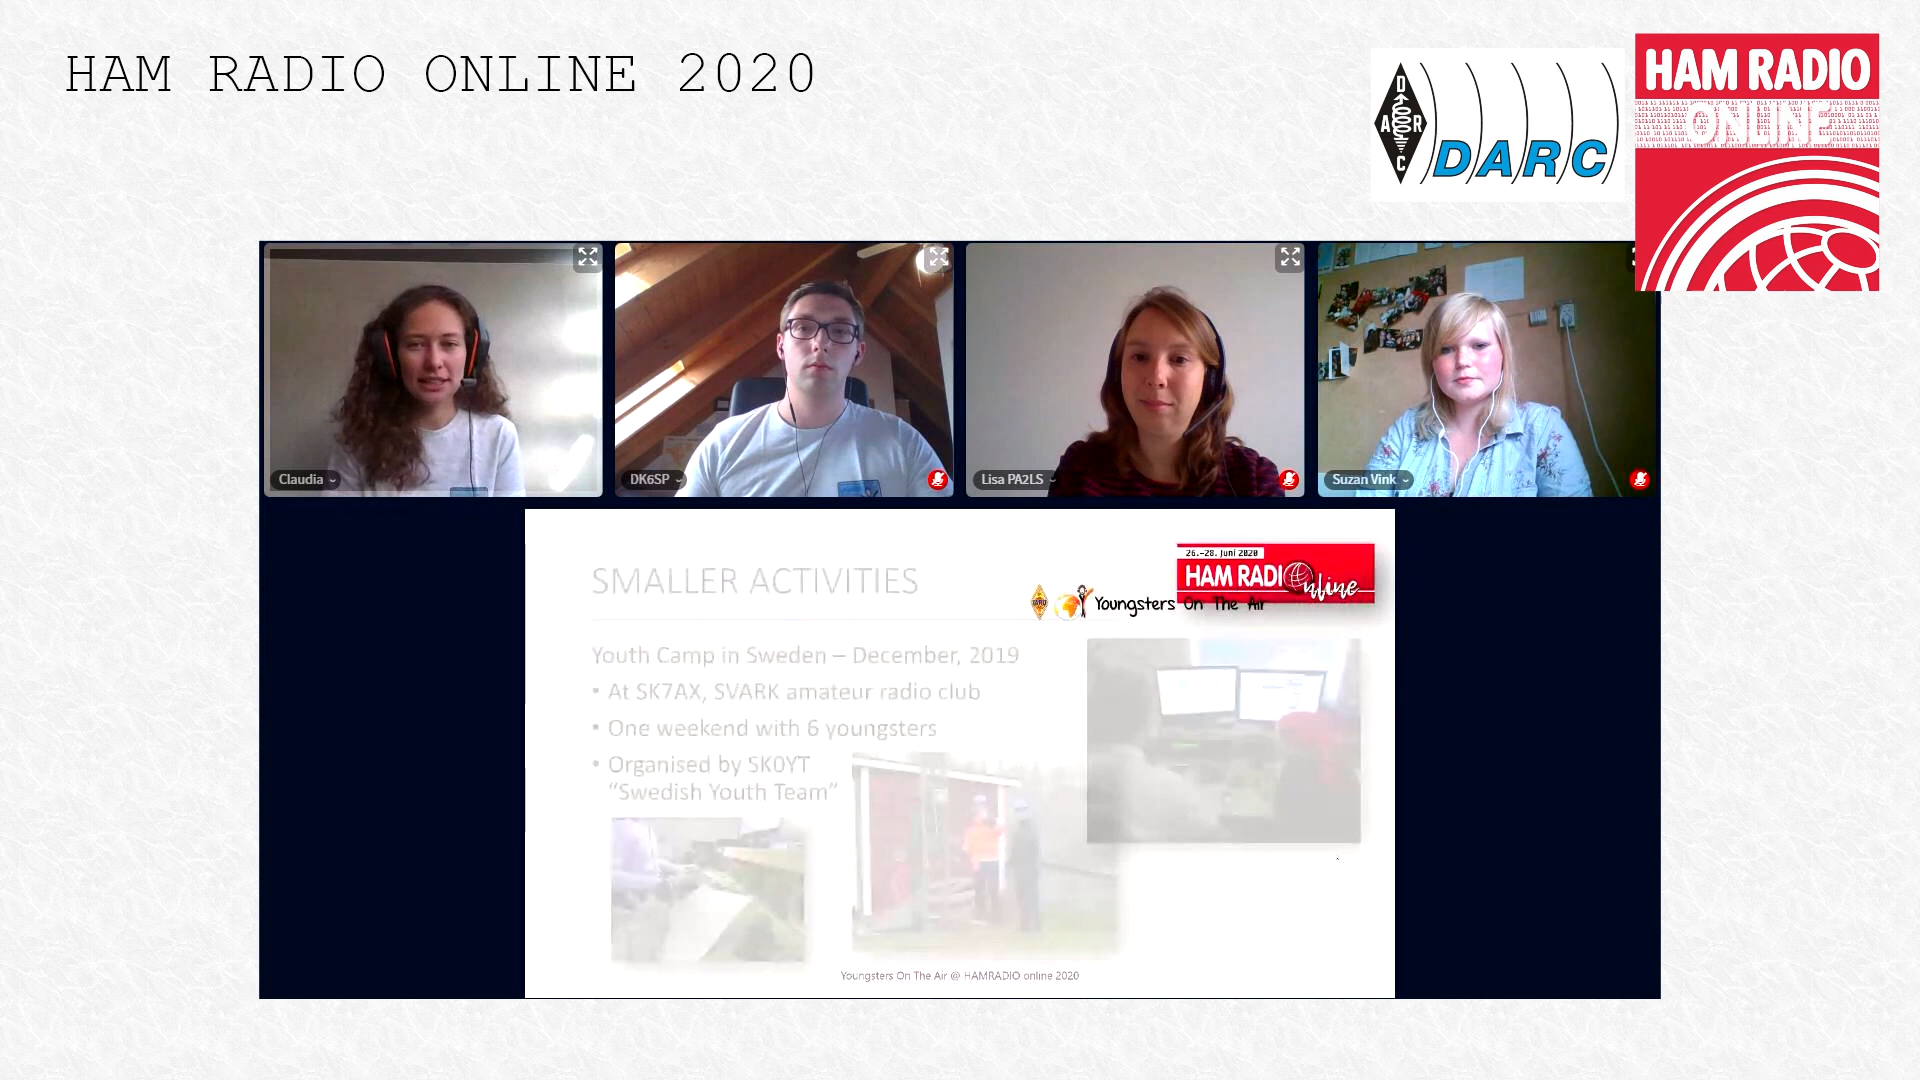 HAM RADIO ONLINE 2020
D
A R
C
DARC
HAM RADIO
ONLINE
Claudia
DK6SP
Lisa PA2LS
Suzan Vink
SMALLER ACTIVITIES
26.-28. Juni 2020
HAM RADIOnline
Youngsters On The Air
Youth Camp in Sweden – December, 2019
• At SK7AX, SVARK amateur radio club
• One weekend with 6 youngsters
• Organised by SK0YT
“Swedish Youth Team”
Youngsters On The Air @ HAMRADIO online 2020